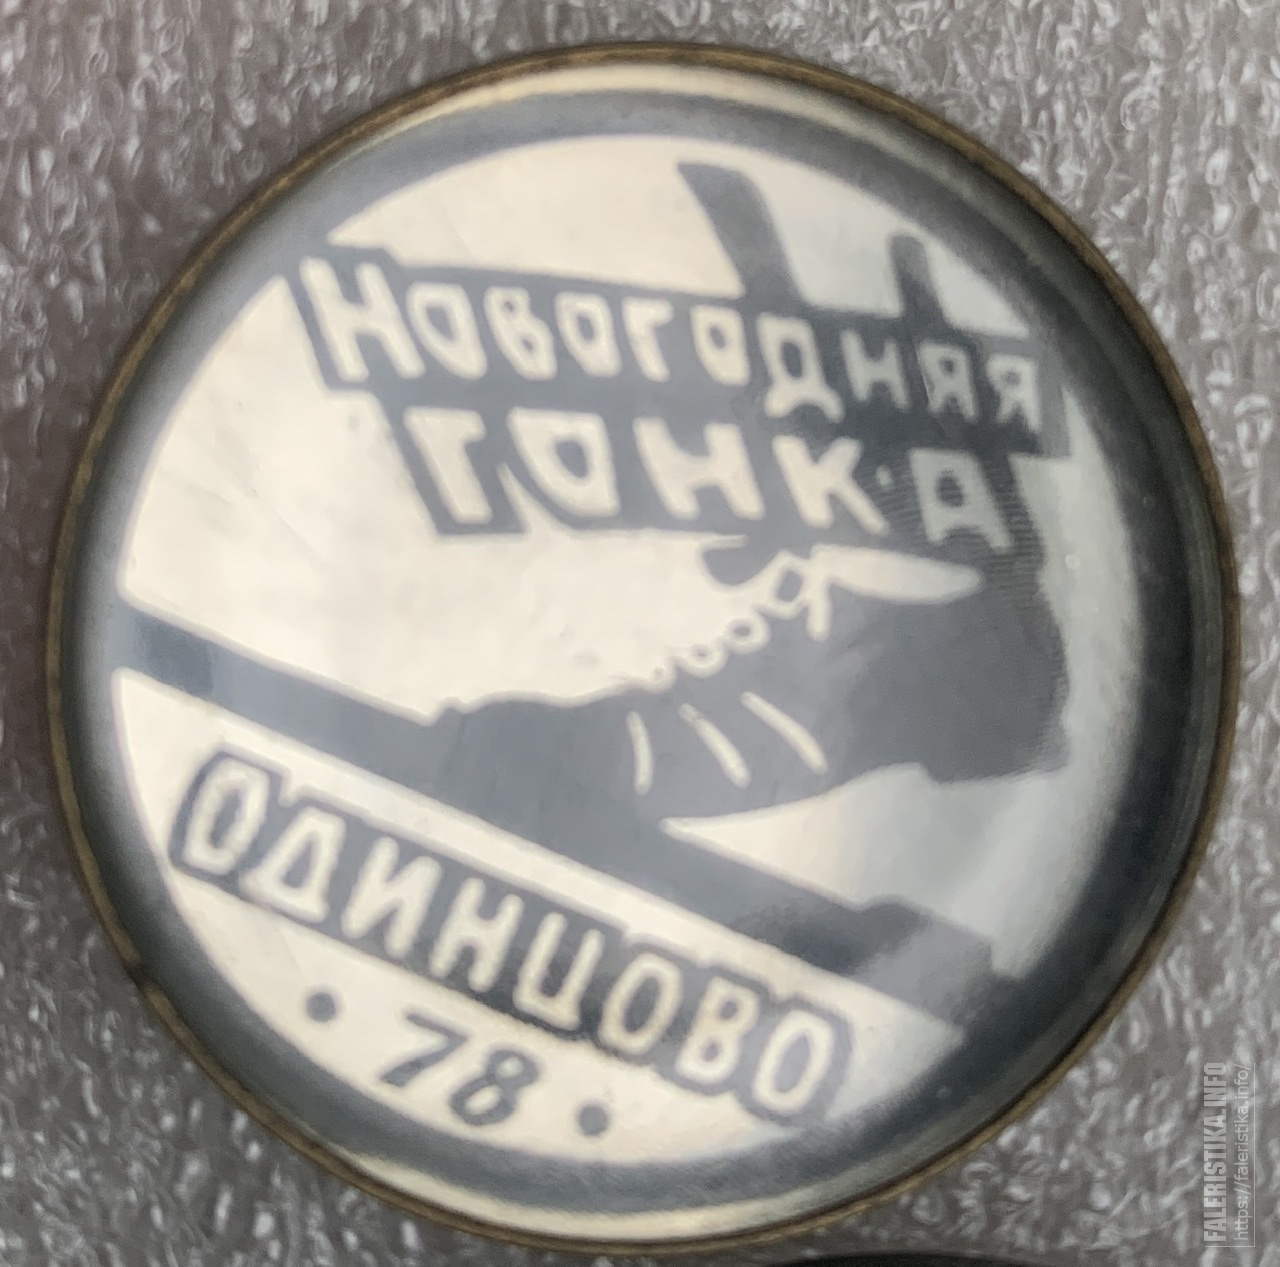 НОВОГОДНЯЯ
ГОНКА
ОДИНЦОВО
• 78 •
FALERISTIKA.INFO
https://faleristika.info/